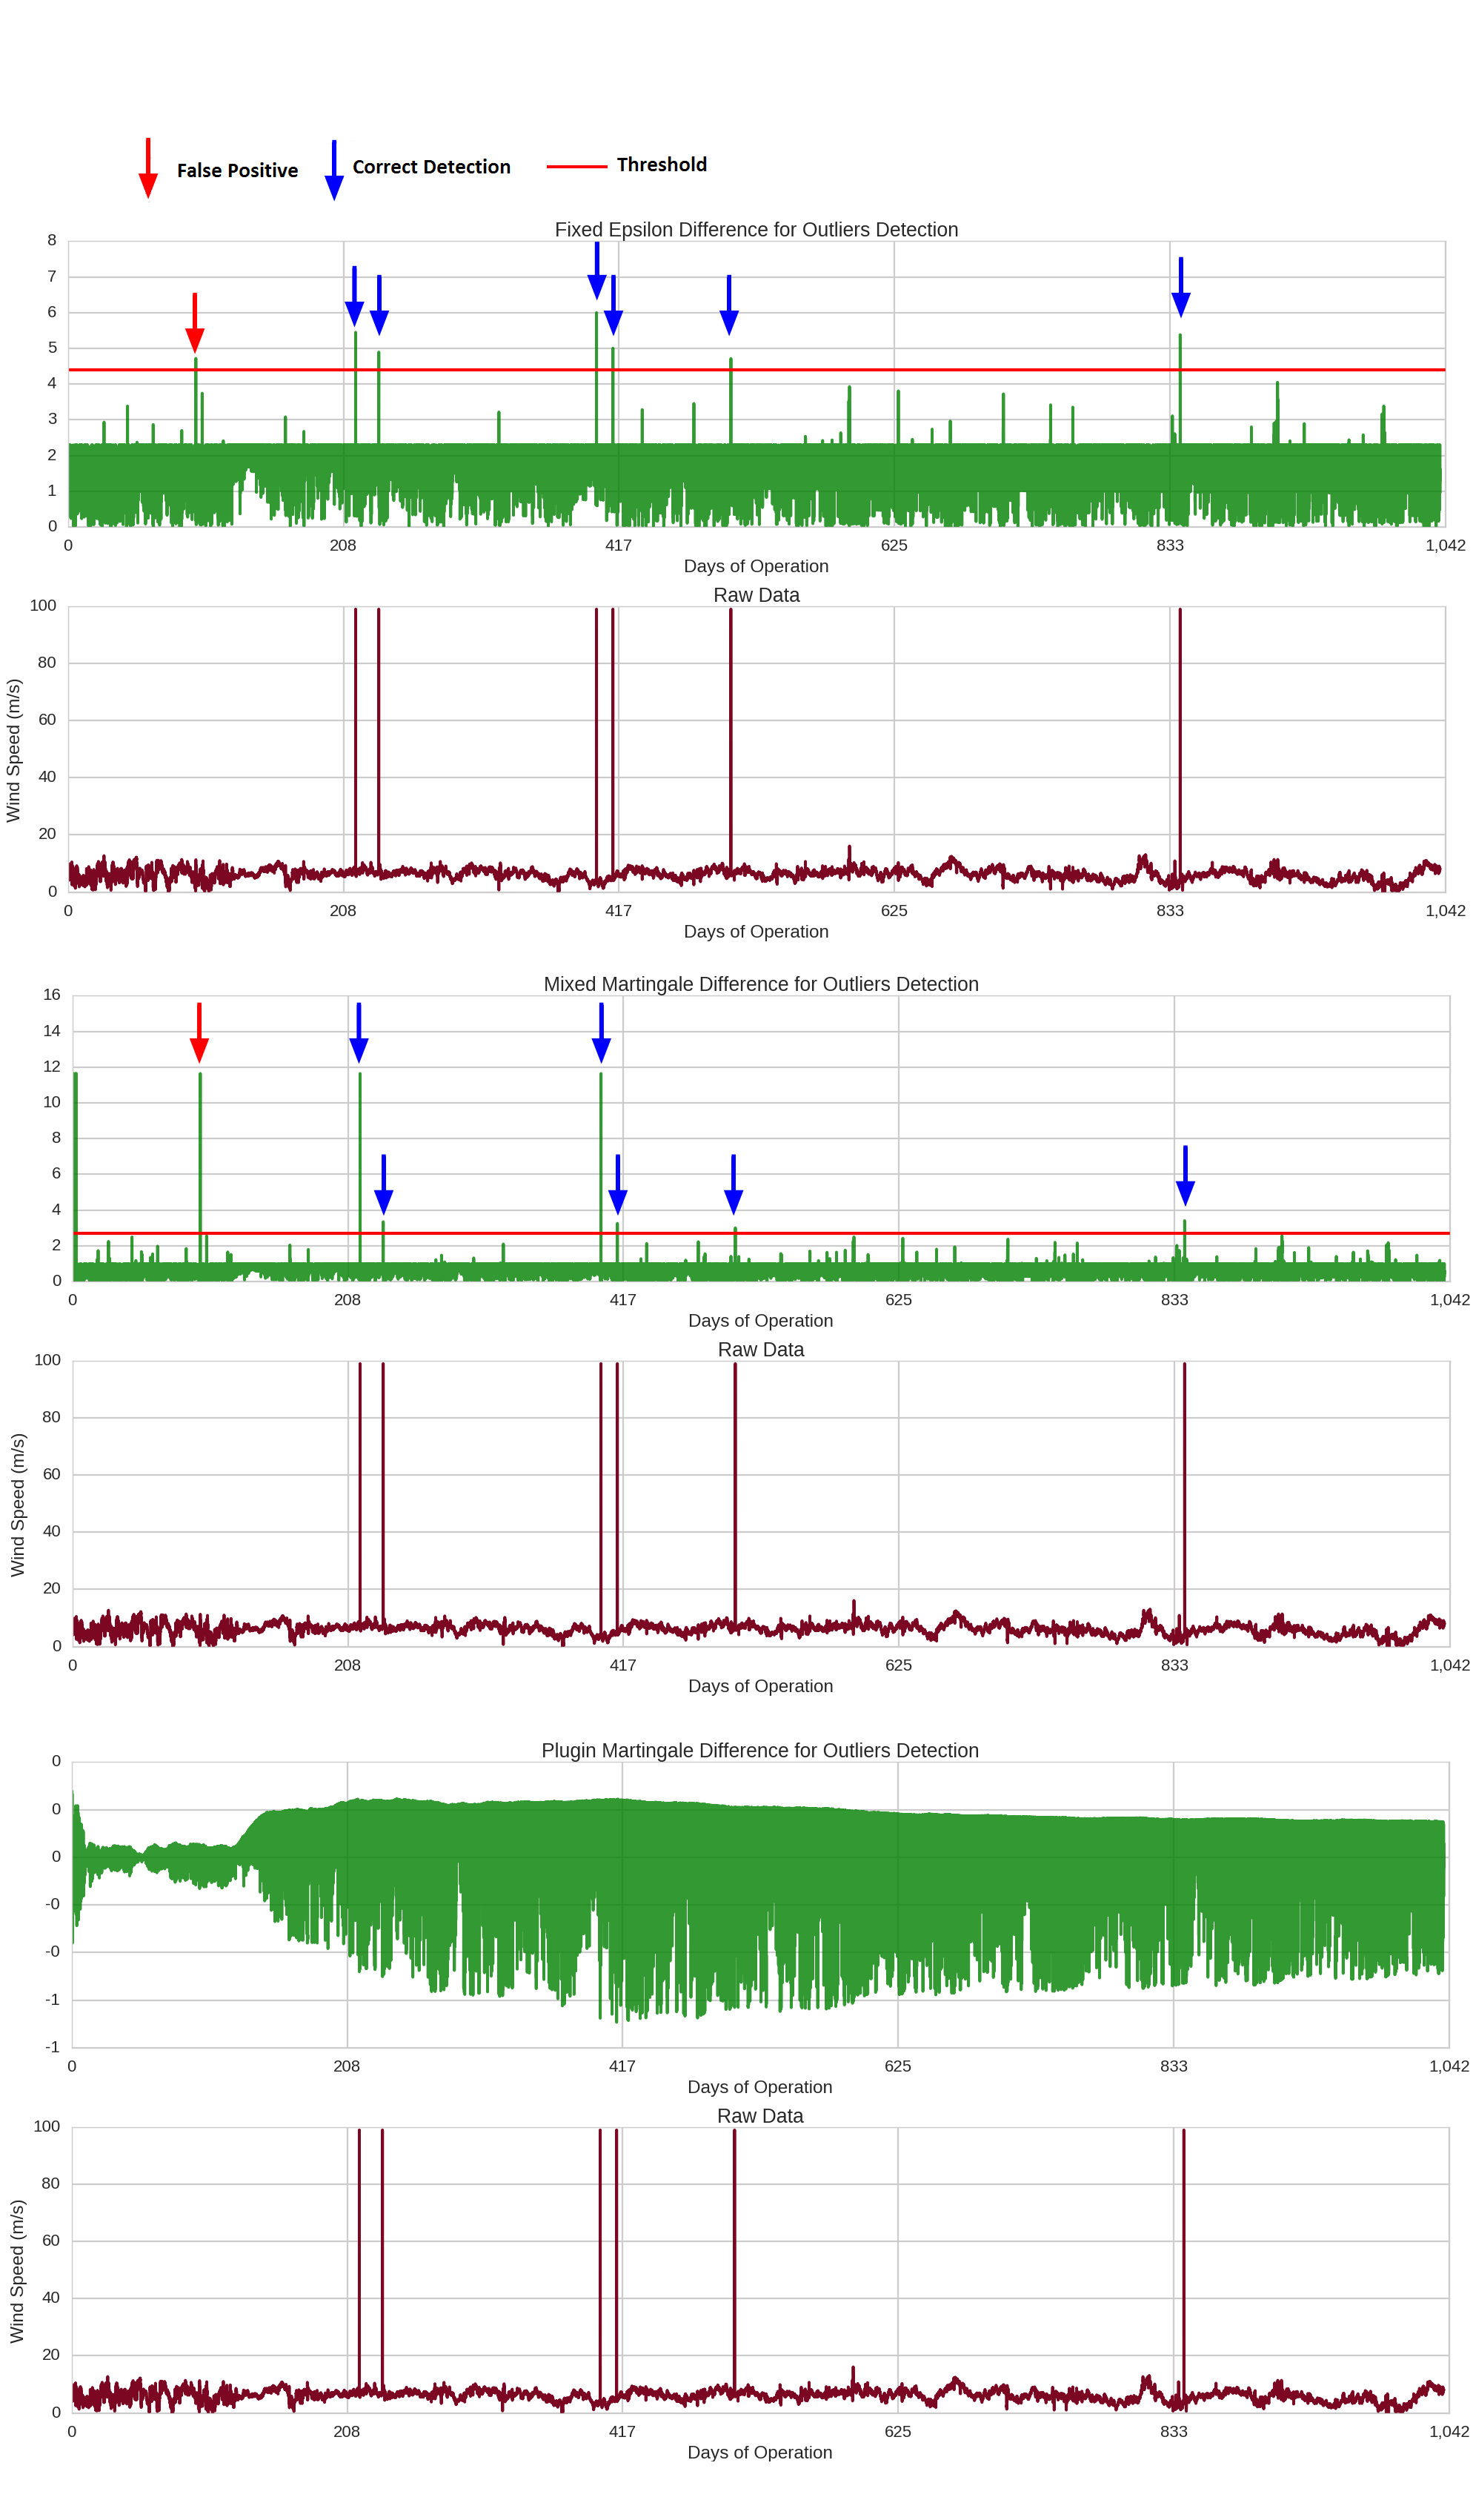 False Positive Correct Detection Threshold
Fixed Epsilon Difference for Outliers Detection
8
7
6
5
4
3
2
1
0
0 208 417 625 833 1,042
Days of Operation
Raw Data
100
80
60
40
20
0
Wind Speed (m/s)
0 208 417 625 833 1,042
Days of Operation
Mixed Martingale Difference for Outliers Detection
16
14
12
10
8
6
4
2
0
0 208 417 625 833 1,042
Days of Operation
Raw Data
100
80
60
40
20
0
Wind Speed (m/s)
0 208 417 625 833 1,042
Days of Operation
Plugin Martingale Difference for Outliers Detection
0
0
0
-0
-0
-1
-1
0 208 417 625 833 1,042
Days of Operation
Raw Data
100
80
60
40
20
0
Wind Speed (m/s)
0 208 417 625 833 1,042
Days of Operation